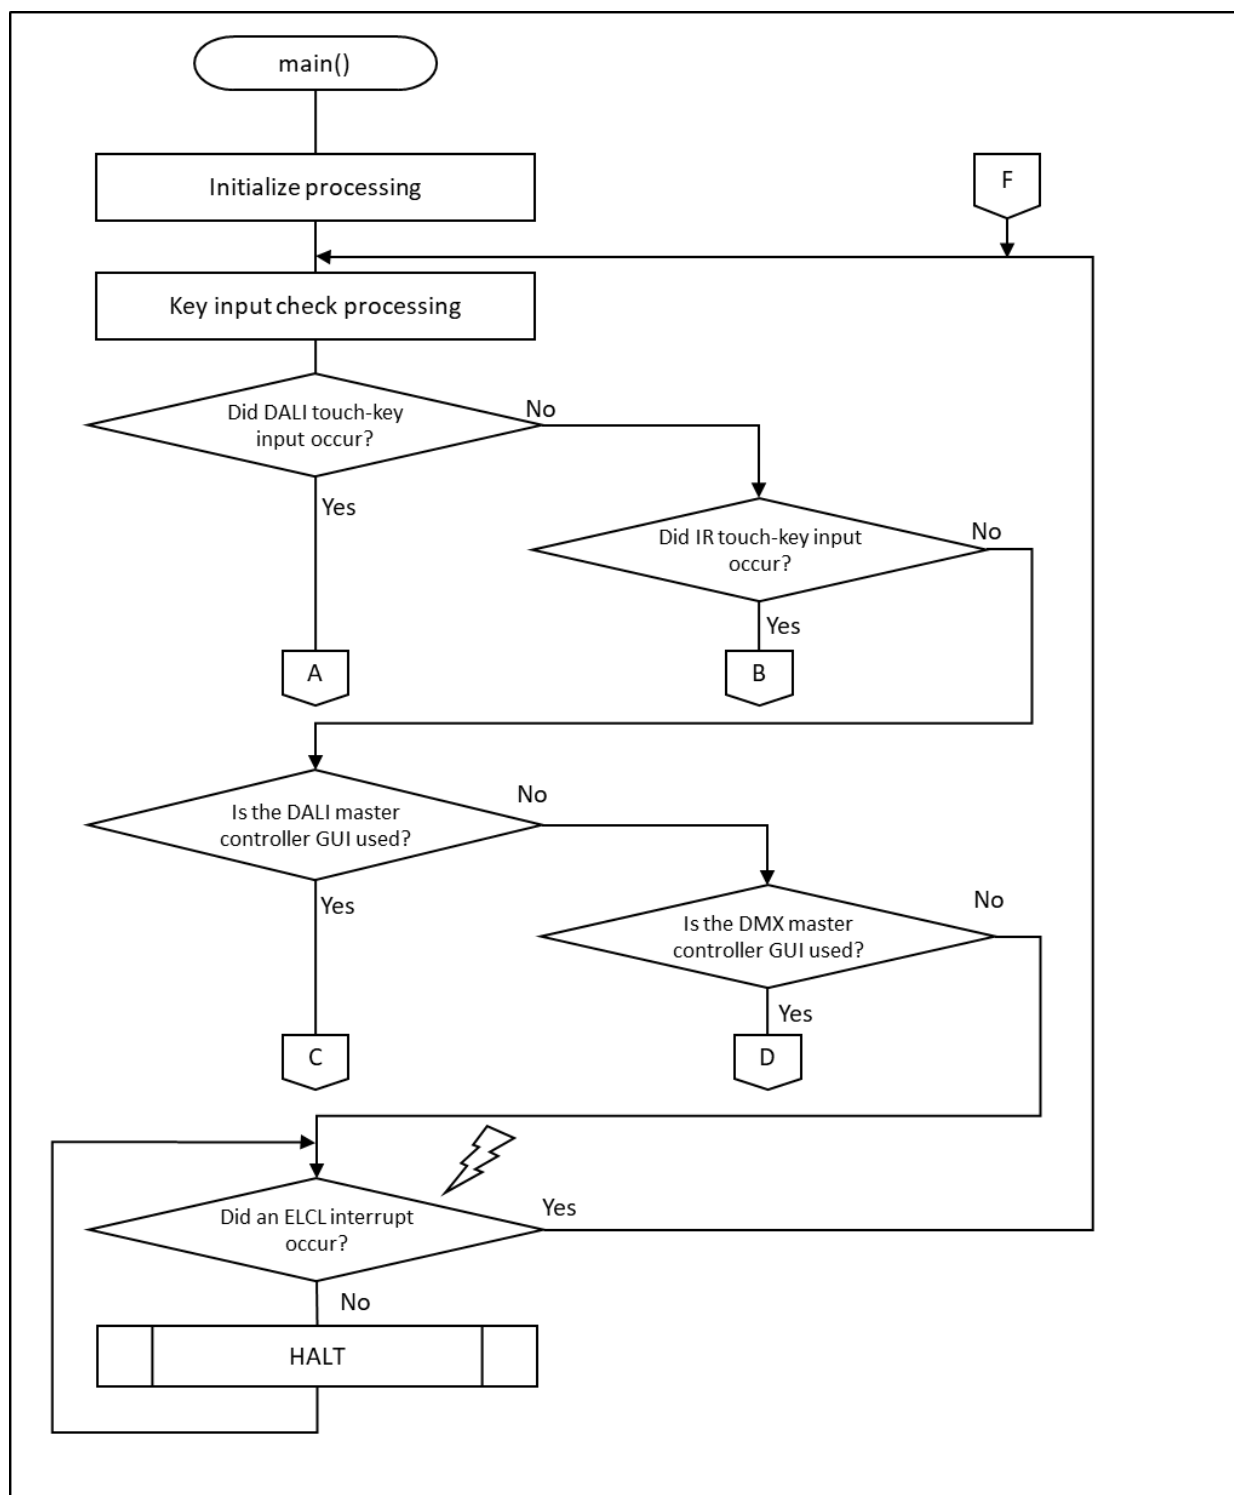 main()
Initialize processing
F
Key input check processing
Did DALI touch-key
input occur?
No
Yes
Did IR touch-key input
occur?
No
Yes
A
B
Is the DALI master
controller GUI used?
No
Yes
Is the DMX master
controller GUI used?
No
Yes
C
D
Did an ELCL interrupt
occur?
Yes
No
HALT